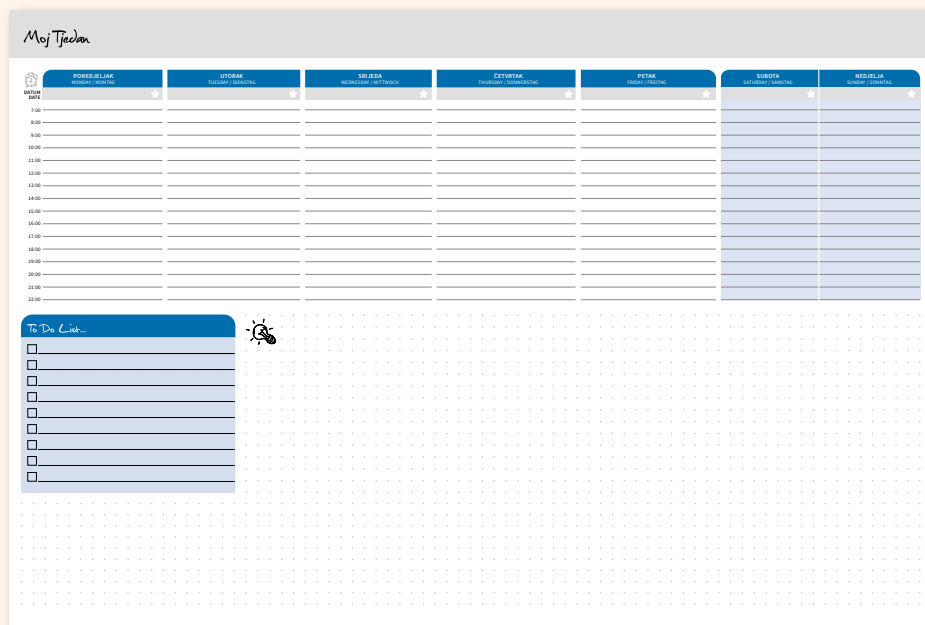 Moj Tjedan
PONEDJELJAK UTORAK SRIJEDA ČETVRTAK PETAK SUBOTA NEDJELJA
MONDAY / MONTAG TUESDAY / DIENSTAG WEDNESDAY / MITTWOCH THURSDAY / DONNERSTAG FRIDAY / FREITAG SATURDAY / SAMSTAG SUNDAY / SONNTAG
DATUM
DATE
7:00
8:00
9:00
10:00
11:00
12:00
13:00
14:00
15:00
16:00
17:00
18:00
19:00
20:00
21:00
22:00
To Do List...